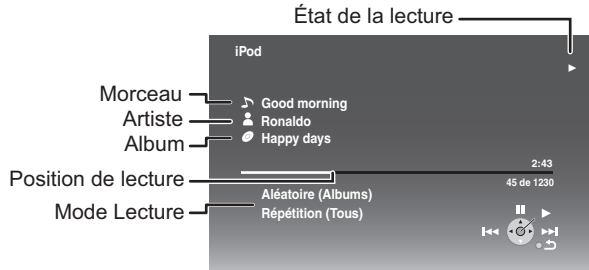 État de la lecture
iPod
Morceau
Good morning
Artiste
Ronaldo
Album
Happy days
Position de lecture
2:43
45 de 1230
Mode Lecture
Aléatoire (Albums)
Répétition (Tous)